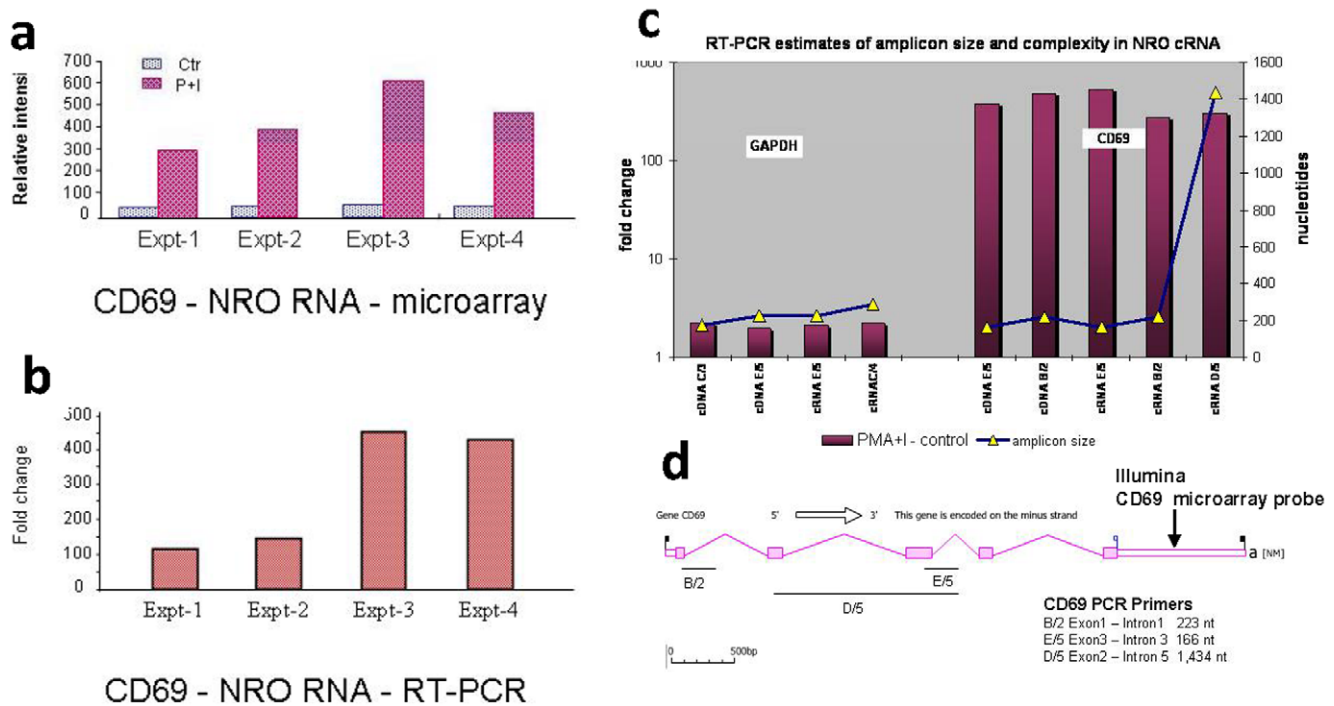 a
700
600
500
400
300
200
100
0
Relative intensi
Ctr
P+I
Expt-1 Expt-2 Expt-3 Expt-4
CD69 - NRO RNA - microarray
b
500
400
300
200
100
0
Fold change
Expt-1 Expt-2 Expt-3 Expt-4
CD69 - NRO RNA - RT-PCR
c
RT-PCR estimates of amplicon size and complexity in NRO cRNA
1000
100
10
1
fold change
GAPDH
CD69
1600
1400
1200
1000
800
600
400
200
0
nucleotides
cDNA C/3
cDNA E/5
cRNA E/5
cRNAC/4
cDNA E/5
cDNA B/2
cRNA E/5
cRNA B/2
cRNA D/5
PMA+I - control
amplicon size
d
Illumina
CD69 microarray probe
Gene CD69 5' 3' This gene is encoded on the minus strand
a [NM]
B/2
E/5
D/5
0 500bp
CD69 PCR Primers
B/2 Exon1 – Intron1 223 nt
E/5 Exon3 – Intron 3 166 nt
D/5 Exon2 – Intron 5 1,434 nt